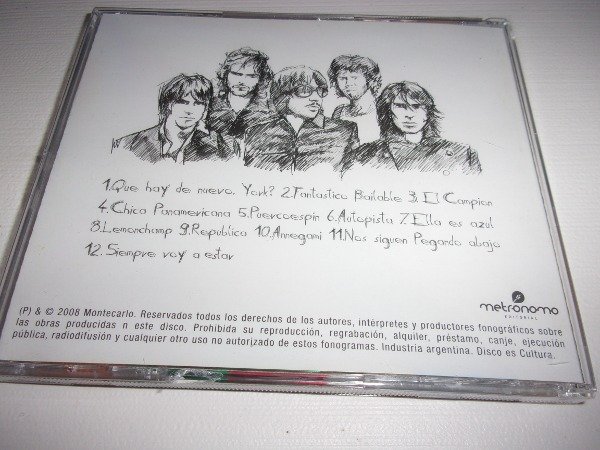 1.Que hay de nuevo, York? 2.Fantastico Bailable 3. El Campion
4.Chica Panamericana 5.Puercoespin 6.Autopista 7.Ella es azul
8.Lemonchamp 9.Republica 10.Amregami 11.Nos siguen Pegando abajo
12.Siempre voy a estar
metronomo
EDITORIAL
(P) & © 2008 Montecarlo. Reservados todos los derechos de los autores, intérpretes y productores fonográficos sobre
las obras producidas n este disco. Prohibida su reproducción, regrabación, alquiler, préstamo, canje, ejecución
pública, radiodifusión y cualquier otro uso no autorizado de estos fonogramas. Industria argentina. Disco es Cultura.